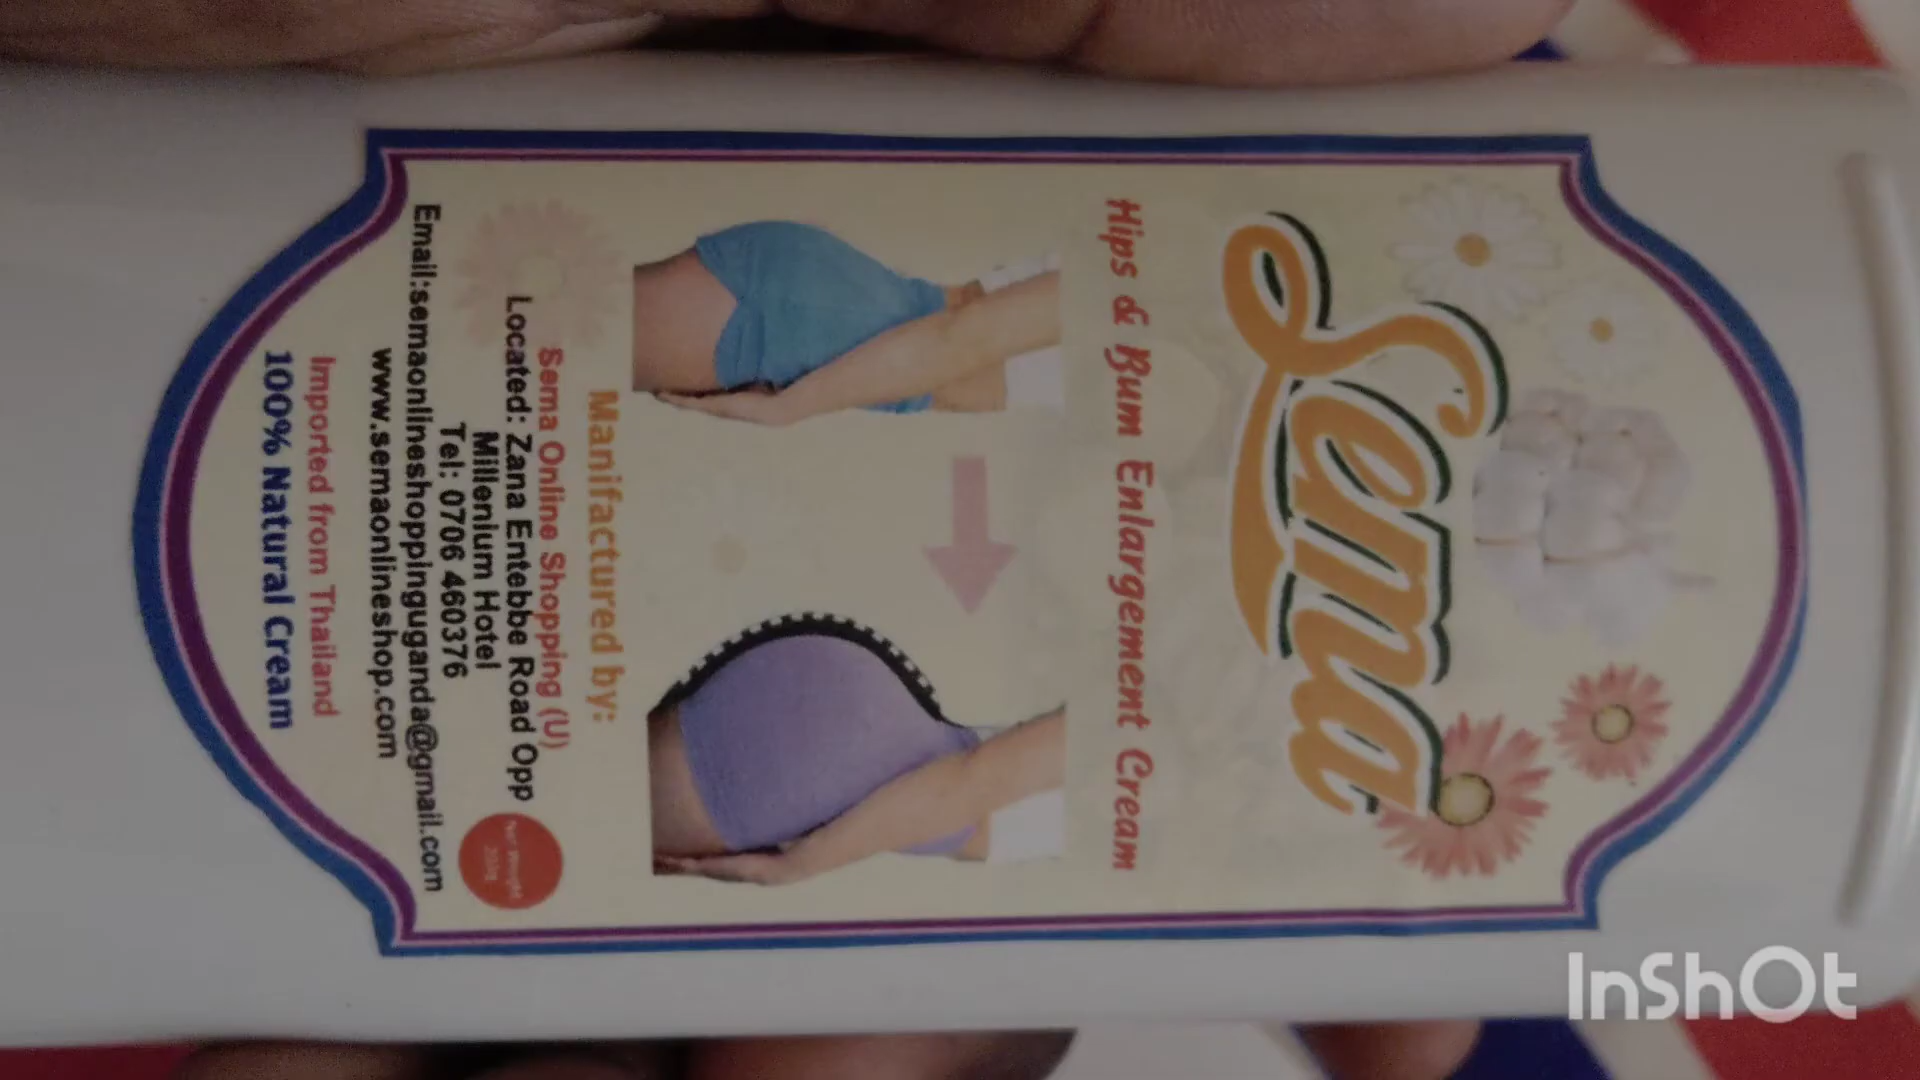 Sema
Hips & Bum Enlargement Cream
Manifactured by:
Sema Online Shopping (U)
Located: Zana Entebbe Road Opp
Millenium Hotel
Tel: 0706 460376
Email:semaonlineshoppinguganda@gmail.com
www.semaonlineshop.com
Imported from Thailand
100% Natural Cream
InShOt